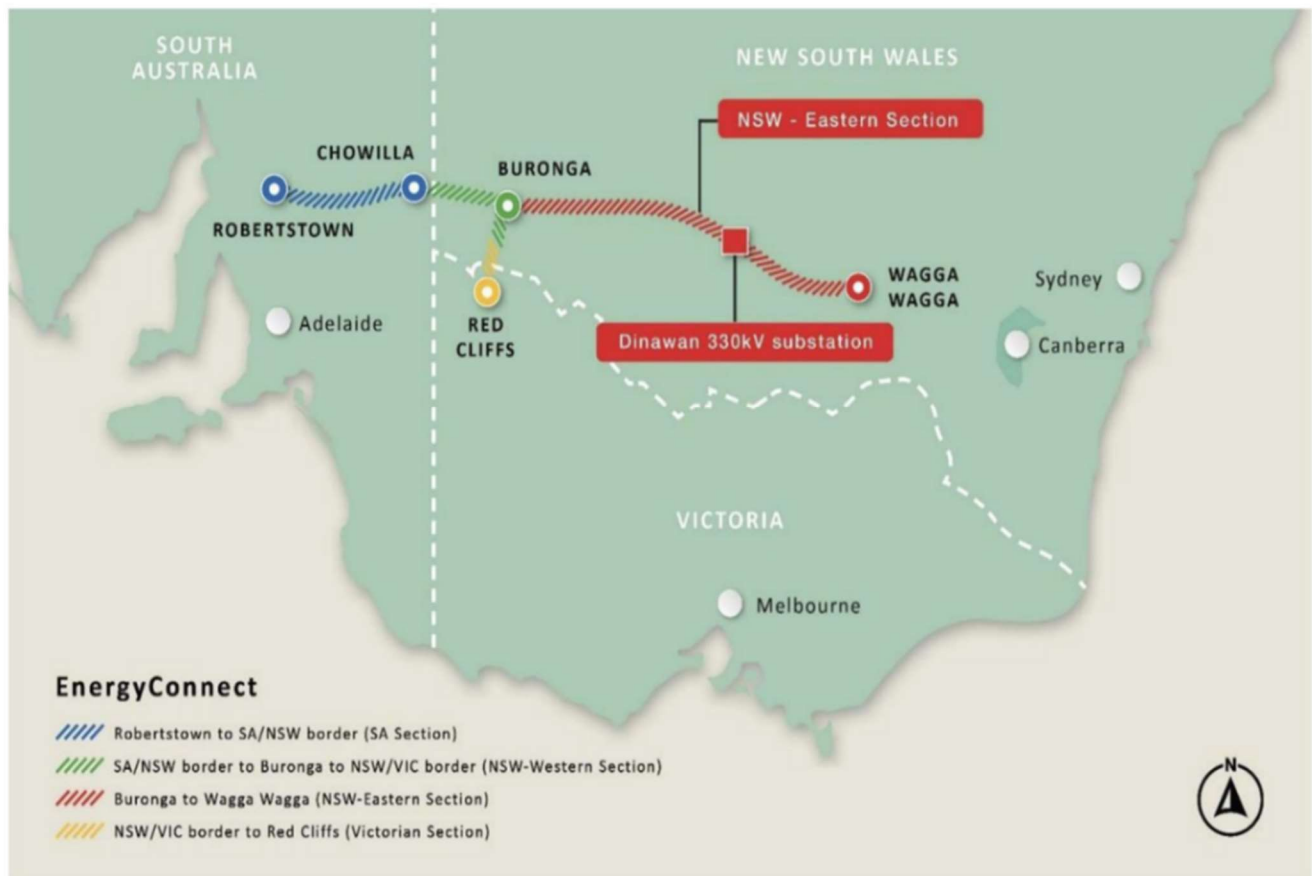 SOUTH
AUSTRALIA
NEW SOUTH WALES
NSW - Eastern Section
CHOWILLA
BURONGA
ROBERTSTOWN
WAGGA
WAGGA
Sydney
Adelaide
RED
CLIFFS
Dinawan 330kV substation
Canberra
VICTORIA
Melbourne
EnergyConnect
Robertstown to SA/NSW border (SA Section)
SA/NSW border to Buronga to NSW/VIC border (NSW-Western Section)
Buronga to Wagga Wagga (NSW-Eastern Section)
NSW/VIC border to Red Cliffs (Victorian Section)
N